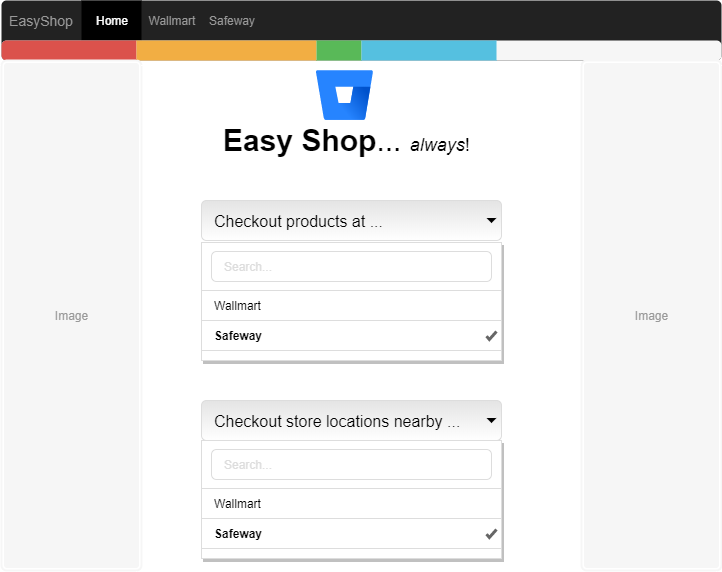 EasyShop Home Wallmart Safeway
Easy Shop... always!
Checkout products at ...
Search...
Wallmart
Safeway
Image
Image
Checkout store locations nearby ...
Search...
Wallmart
Safeway